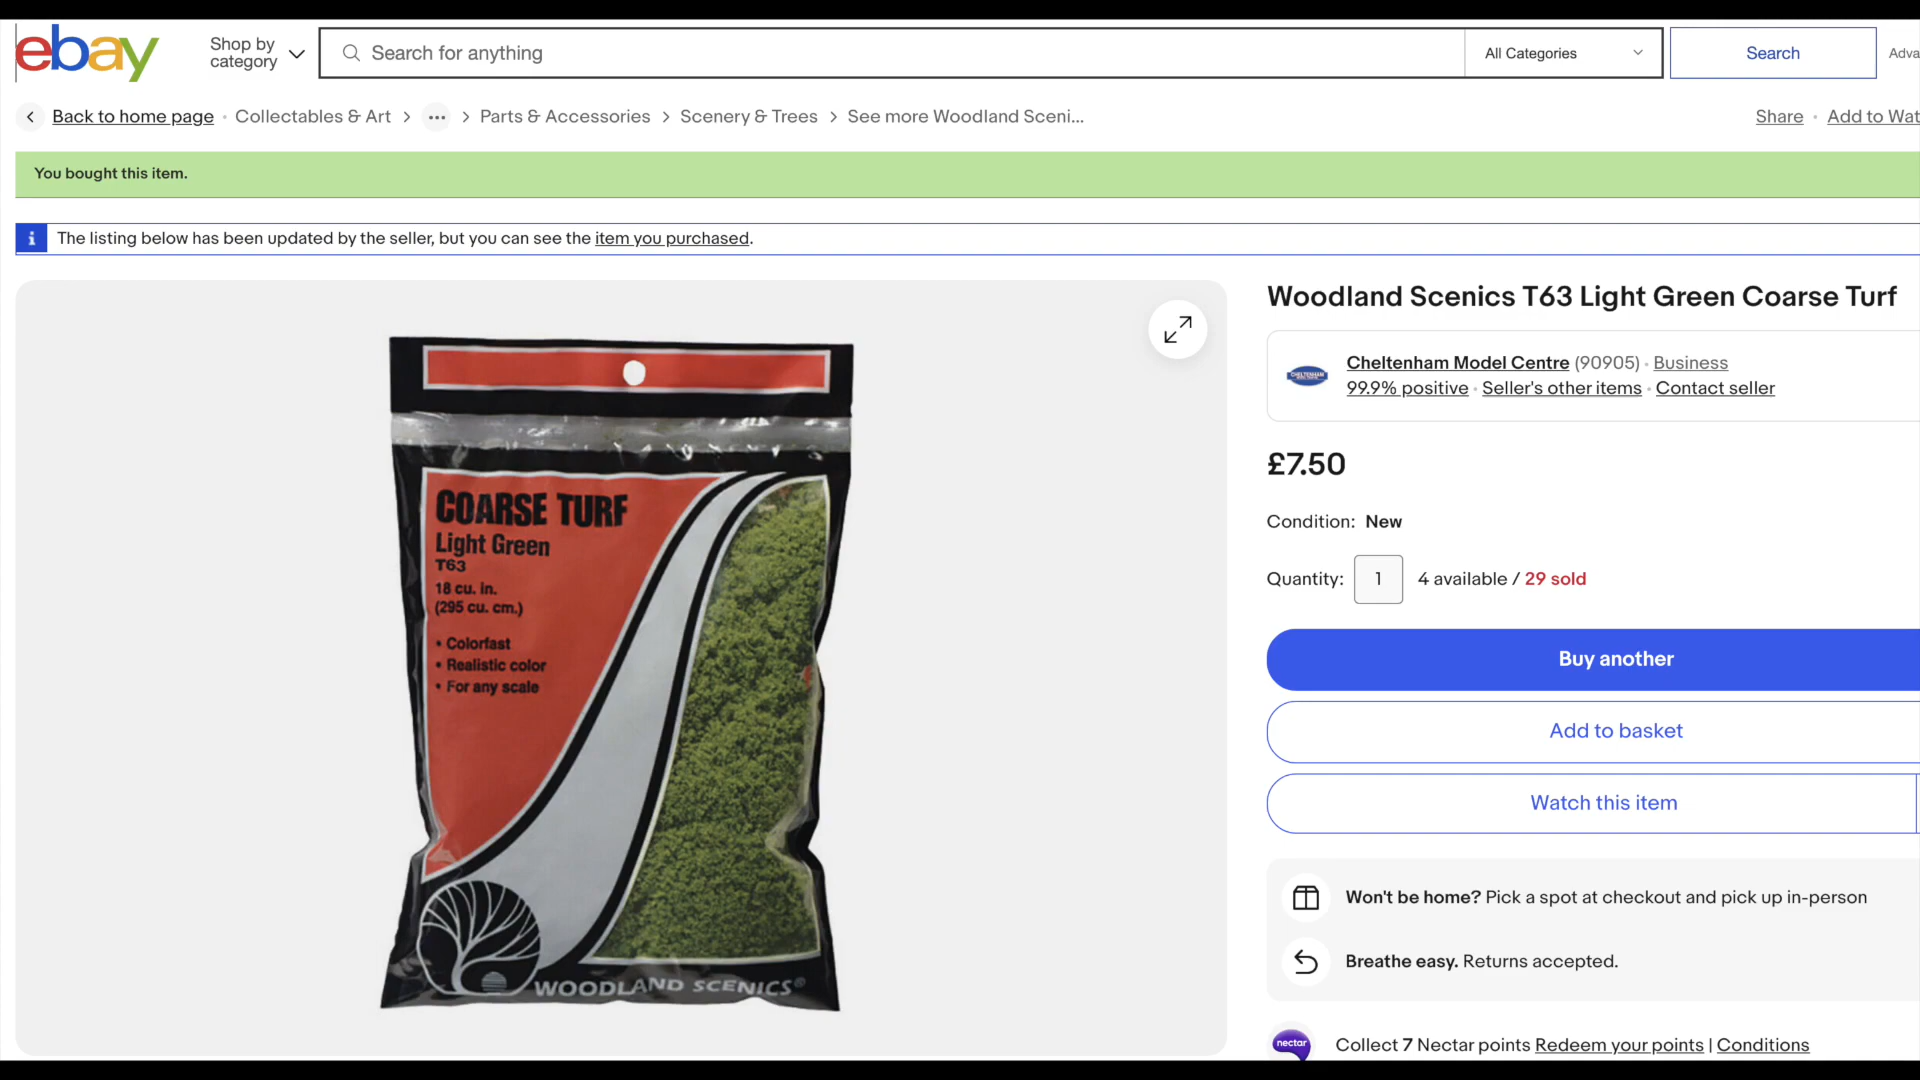 ebay
Shop by
category
Search for anything
All Categories
Search
Adva
Back to home page · Collectables & Art > ... > Parts & Accessories > Scenery & Trees > See more Woodland Sceni...
Share · Add to Wat
You bought this item.
The listing below has been updated by the seller, but you can see the item you purchased.
COARSE TURF
Light Green
T63
18 cu. in.
(295 cu. cm.)
• Colorfast
• Realistic color
• For any scale
WOODLAND SCENICS®
Woodland Scenics T63 Light Green Coarse Turf
CHELTENHAM
Cheltenham Model Centre (90905) · Business
99.9% positive · Seller's other items · Contact seller
£7.50
Condition: New
Quantity: 1 4 available / 29 sold
Buy another
Add to basket
Watch this item
Won't be home? Pick a spot at checkout and pick up in-person
Breathe easy. Returns accepted.
nectar
Collect 7 Nectar points Redeem your points | Conditions